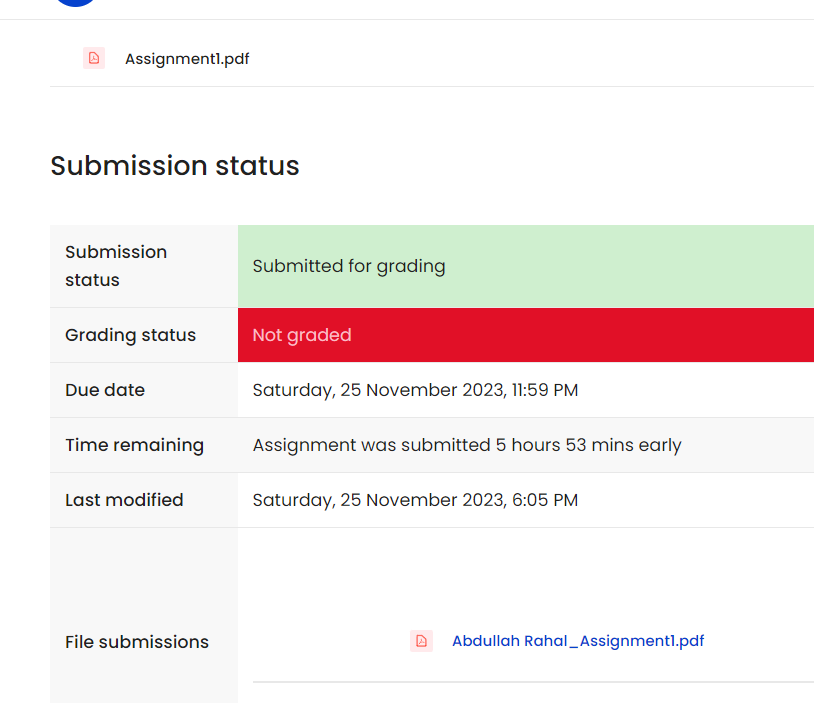 Assignment1.pdf
Submission status
Submission
status
Submitted for grading
Grading status
Not graded
Due date
Saturday, 25 November 2023, 11:59 PM
Time remaining
Assignment was submitted 5 hours 53 mins early
Last modified
Saturday, 25 November 2023, 6:05 PM
File submissions
Abdullah Rahal_Assignment1.pdf